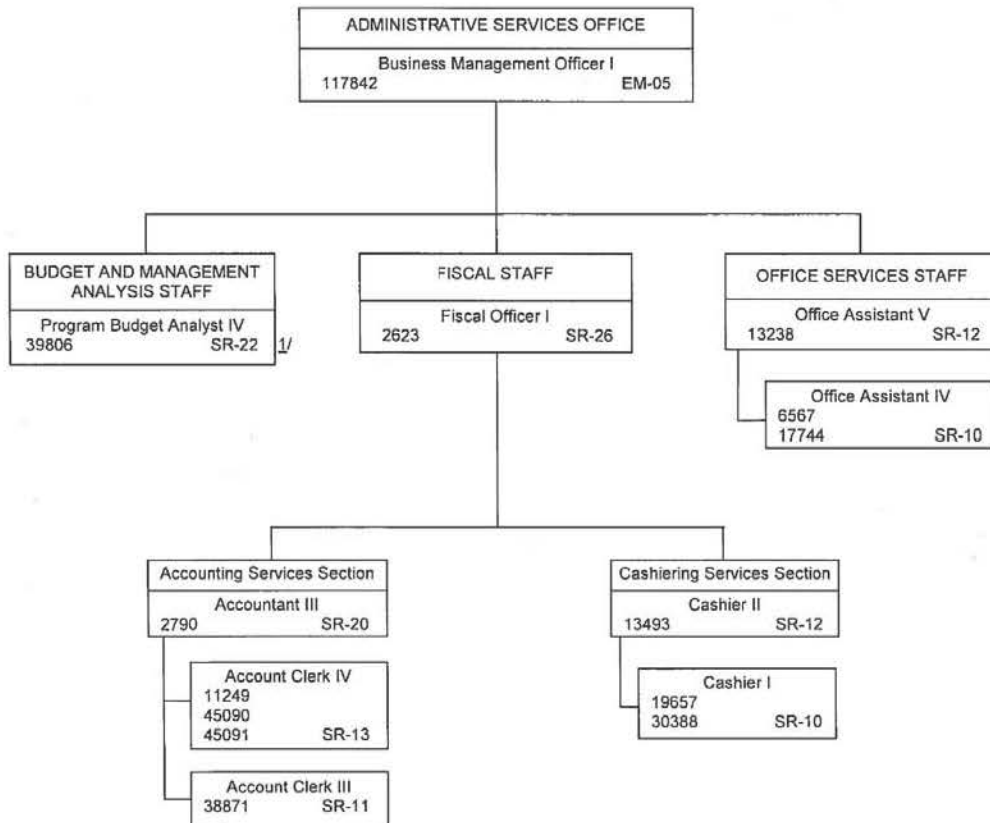 ADMINISTRATIVE SERVICES OFFICE
Business Management Officer I
117842 EM-05
BUDGET AND MANAGEMENT
ANALYSIS STAFF
Program Budget Analyst IV
39806 SR-22 1/
FISCAL STAFF
Fiscal Officer I
2623 SR-26
OFFICE SERVICES STAFF
Office Assistant V
13238 SR-12
Office Assistant IV
6567
17744 SR-10
Accounting Services Section
Accountant III
2790 SR-20
Account Clerk IV
11249
45090
45091 SR-13
Account Clerk III
38871 SR-11
Cashiering Services Section
Cashier II
13493 SR-12
Cashier I
19657
30388 SR-10